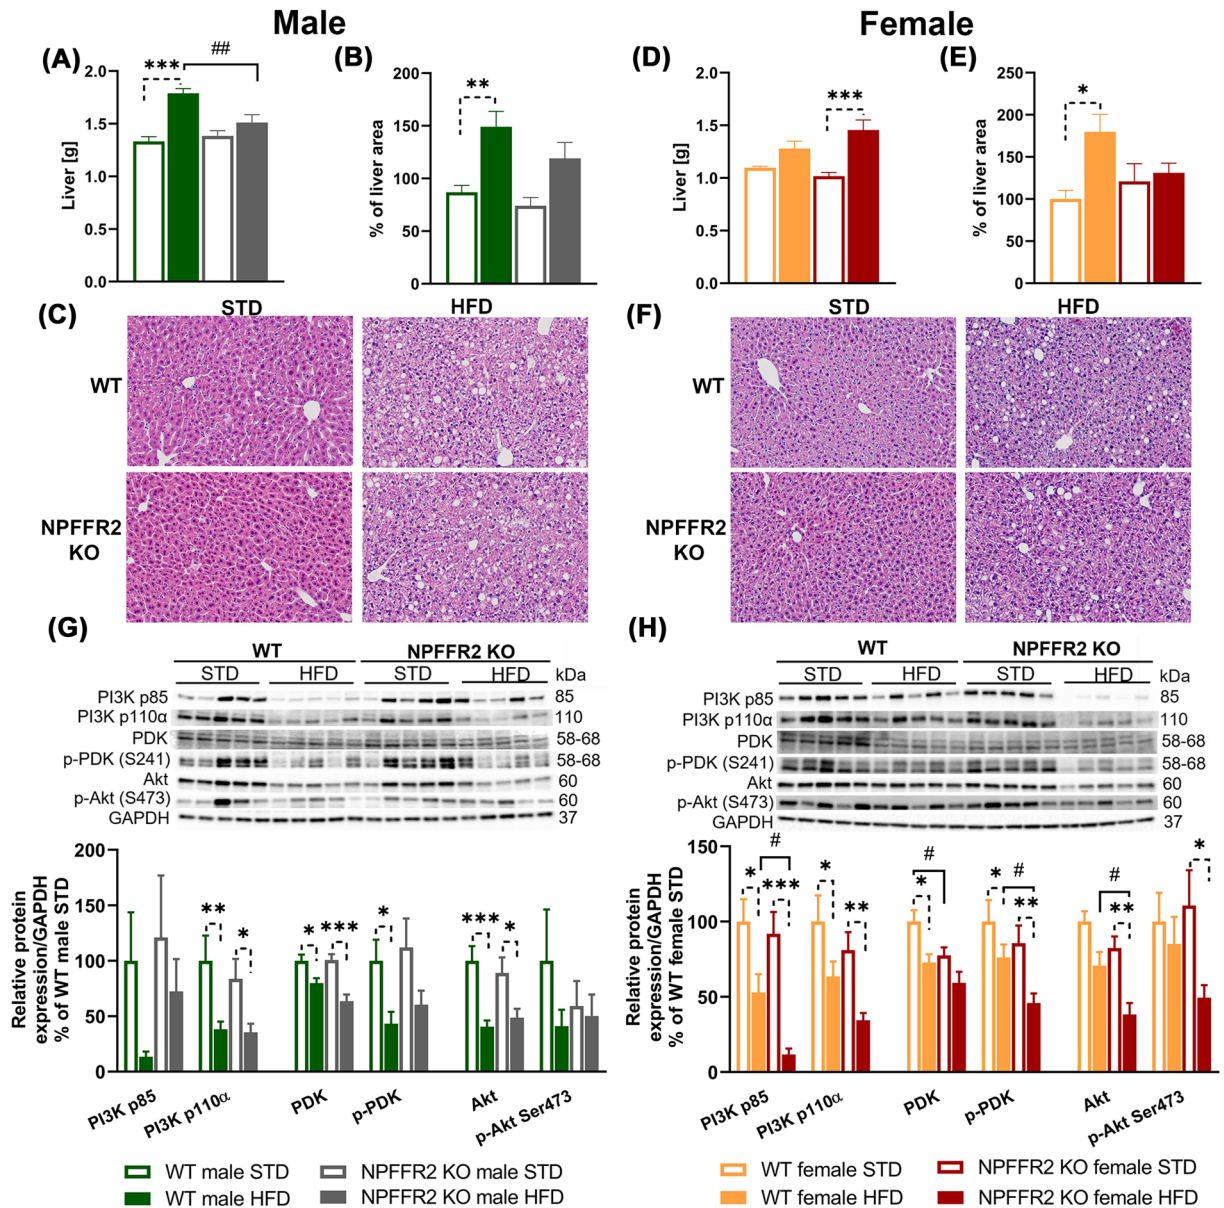 Male
Female
(A)
2.0
1.5
1.0
0.5
0.0
Liver [g]
***
##
(B)
200
150
100
50
0
% of liver area
**
(D)
2.0
1.5
1.0
0.5
0.0
Liver [g]
***
(E)
250
200
150
100
50
0
% of liver area
*
(C)
STD
HFD
WT
NPFFR2
KO
(F)
STD
HFD
WT
NPFFR2
KO
(G)
WT
NPFFR2 KO
STD
HFD
STD
HFD
kDa
PI3K p85
85
PI3K p110α
110
PDK
58-68
p-PDK (S241)
58-68
Akt
60
p-Akt (S473)
60
GAPDH
37
Relative protein
expression/GAPDH
% of WT male STD
200
150
100
50
0
**
*
*
***
*
***
*
PI3K p85
PI3K p110α
PDK
p-PDK
Akt
p-Akt Ser473
WT male STD
NPFFR2 KO male STD
WT male HFD
NPFFR2 KO male HFD
(H)
WT
NPFFR2 KO
STD
HFD
STD
HFD
kDa
PI3K p85
85
PI3K p110α
110
PDK
58-68
p-PDK (S241)
58-68
Akt
60
p-Akt (S473)
60
GAPDH
37
Relative protein
expression/GAPDH
% of WT female STD
150
100
50
0
*
#
***
*
**
*
#
*
#
**
#
**
*
PI3K p85
PI3K p110α
PDK
p-PDK
Akt
p-Akt Ser473
WT female STD
NPFFR2 KO female STD
WT female HFD
NPFFR2 KO female HFD